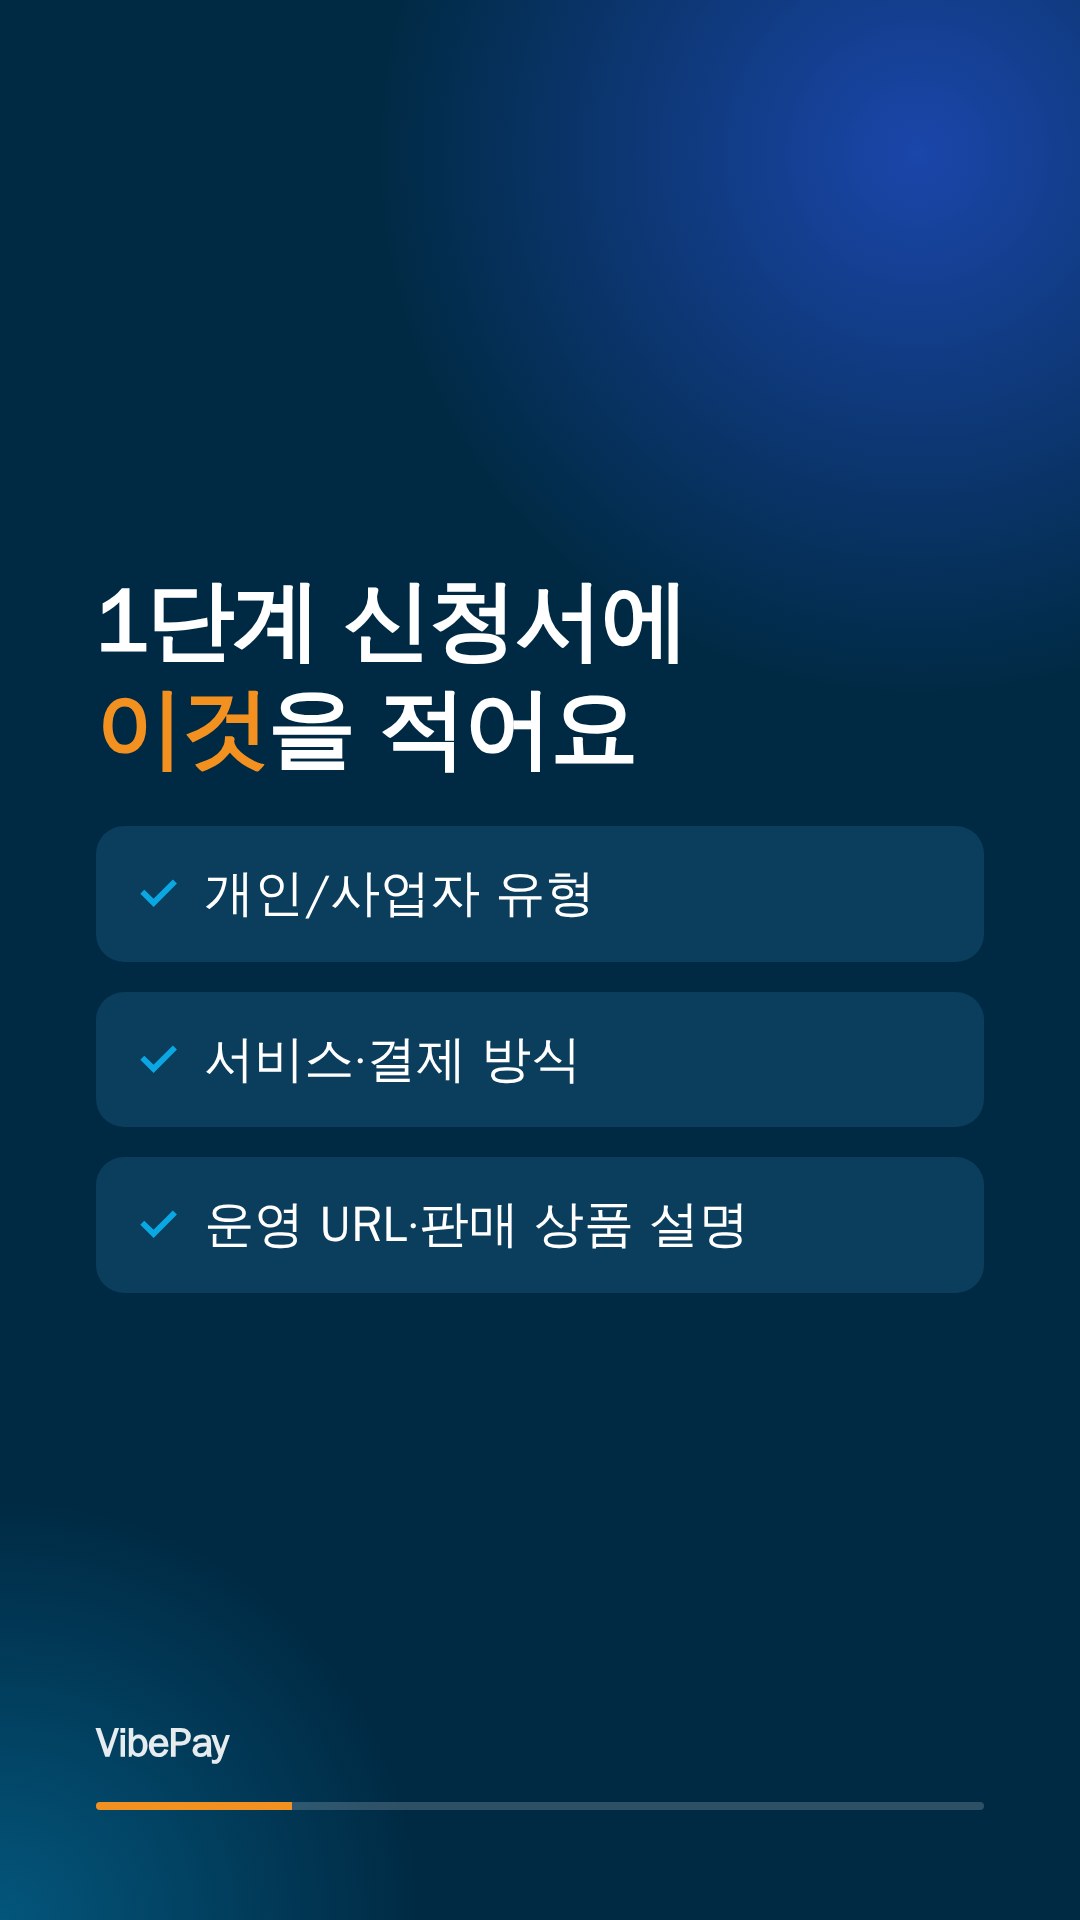 1단계 신청서에
이것을 적어요
개인/사업자 유형
서비스·결제 방식
운영 URL·판매 상품 설명
VibePay